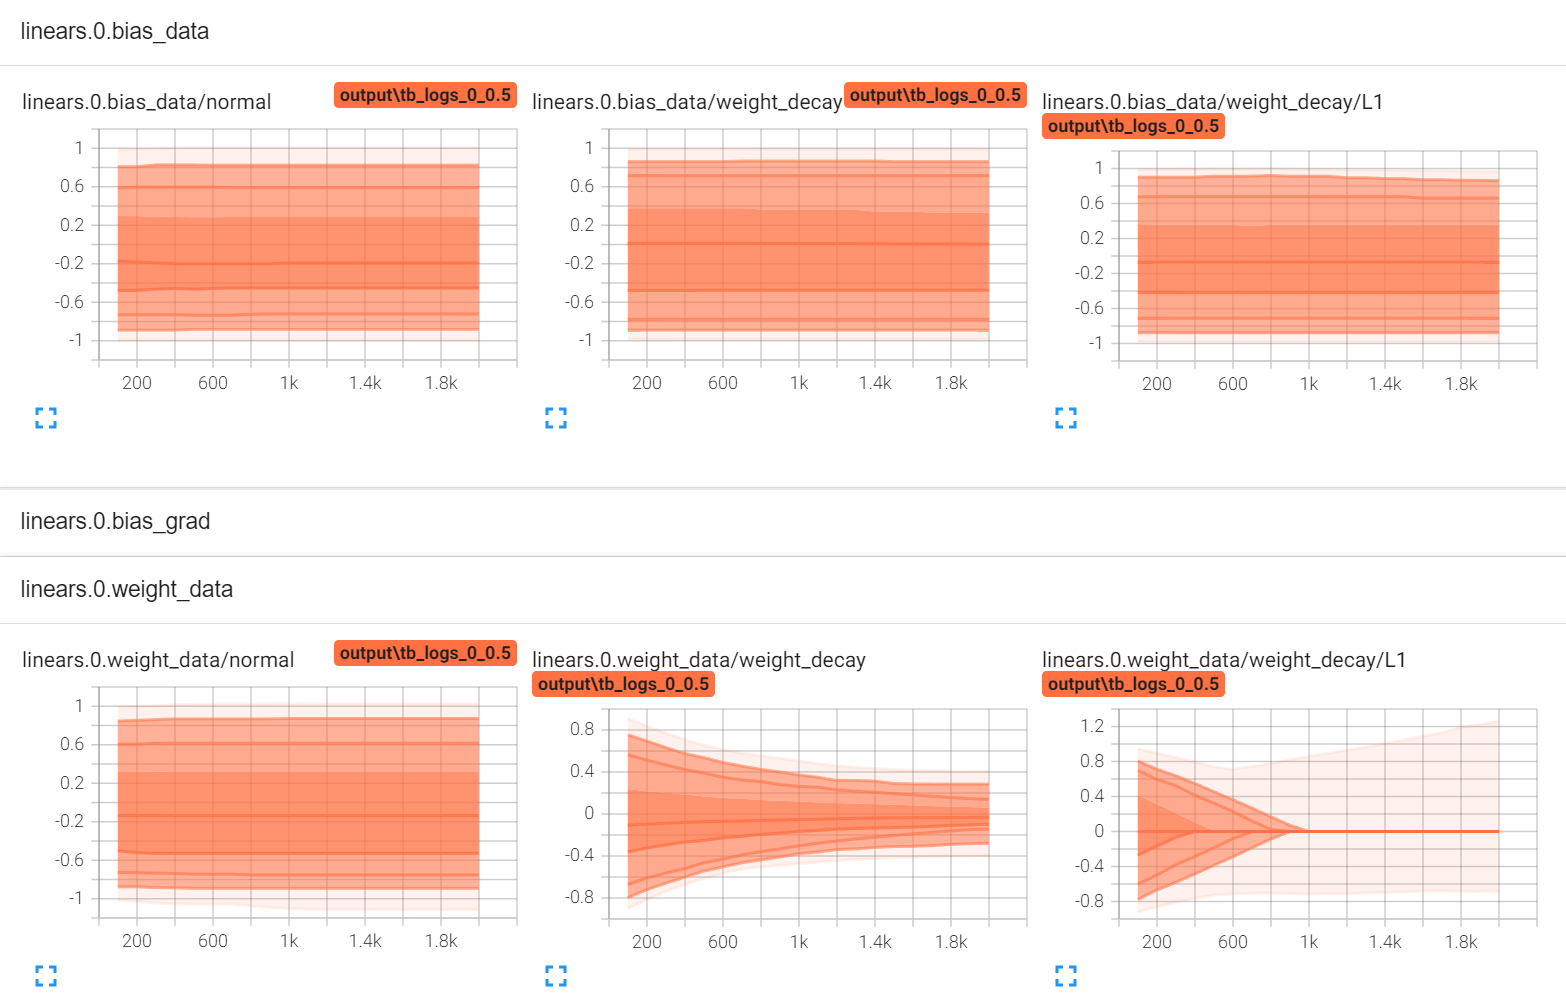 linears.0.bias_data
linears.0.bias_data/normal
output\tb_logs_0_0.5
1
0.6
0.2
-0.2
-0.6
-1
200 600 1k 1.4k 1.8k
linears.0.bias_data/weight_decay
output\tb_logs_0_0.5
1
0.6
0.2
-0.2
-0.6
-1
200 600 1k 1.4k 1.8k
linears.0.bias_data/weight_decay/L1
output\tb_logs_0_0.5
1
0.6
0.2
-0.2
-0.6
-1
200 600 1k 1.4k 1.8k
linears.0.bias_grad
linears.0.weight_data
linears.0.weight_data/normal
output\tb_logs_0_0.5
1
0.6
0.2
-0.2
-0.6
-1
200 600 1k 1.4k 1.8k
linears.0.weight_data/weight_decay
output\tb_logs_0_0.5
0.8
0.4
0
-0.4
-0.8
200 600 1k 1.4k 1.8k
linears.0.weight_data/weight_decay/L1
output\tb_logs_0_0.5
1.2
0.8
0.4
0
-0.4
-0.8
200 600 1k 1.4k 1.8k